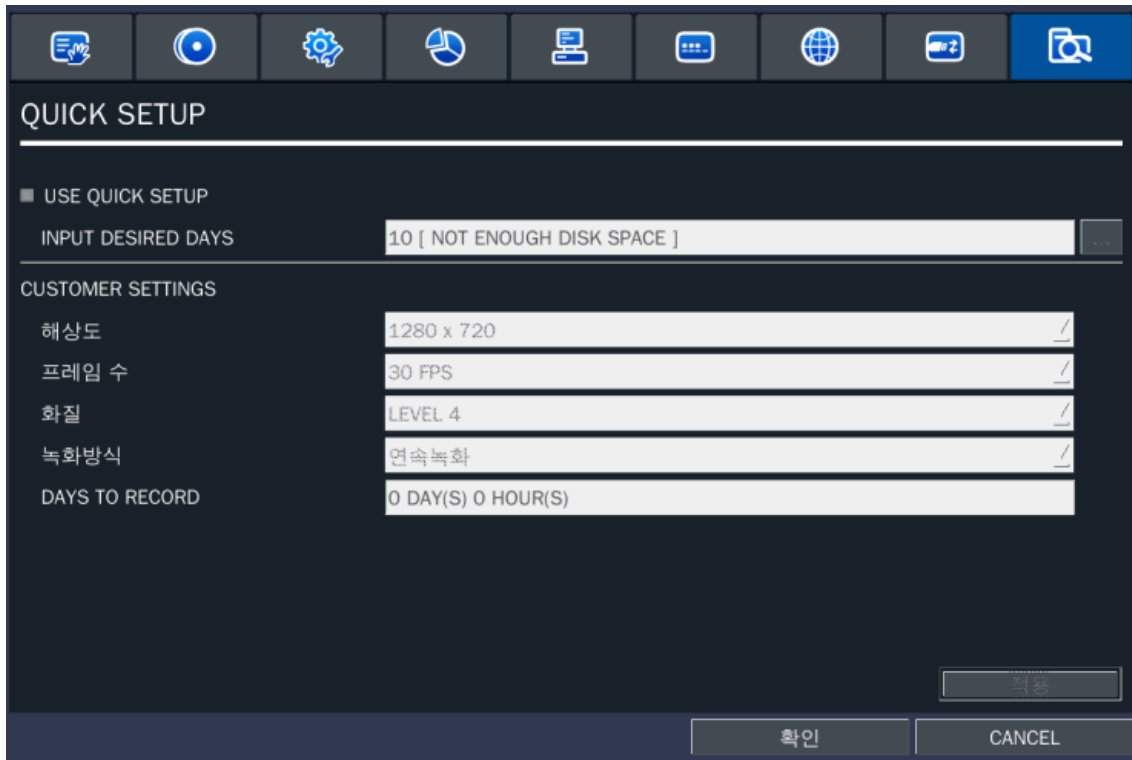 QUICK SETUP
USE QUICK SETUP
INPUT DESIRED DAYS 10 [ NOT ENOUGH DISK SPACE ] ...
CUSTOMER SETTINGS
해상도 1280 x 720
프레임 수 30 FPS
화질 LEVEL 4
녹화방식 연속녹화
DAYS TO RECORD 0 DAY(S) 0 HOUR(S)
적용
확인 CANCEL